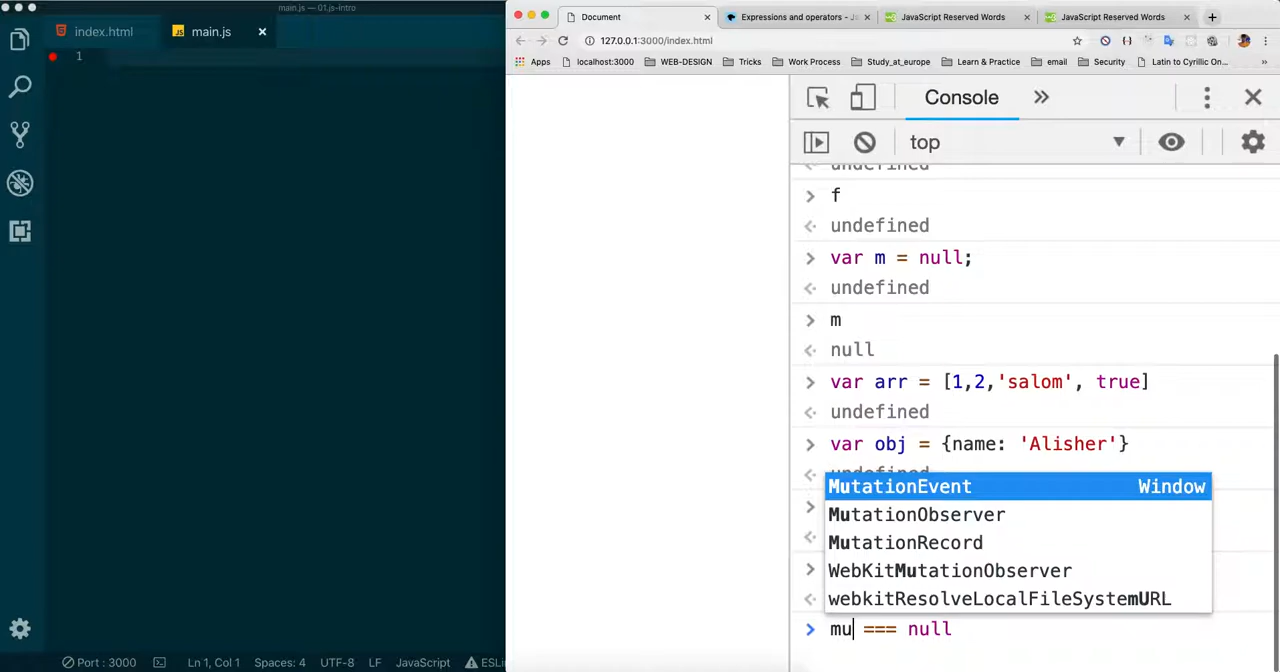 main.js — 01.js-intro
index.html
main.js
1
Port : 3000
Ln 1, Col 1
Spaces: 4
UTF-8
LF
JavaScript
ESLin
Document
Expressions and operators - Ja
JavaScript Reserved Words
JavaScript Reserved Words
127.0.0.1:3000/index.html
Apps
localhost:3000
WEB-DESIGN
Tricks
Work Process
Study_at_europe
Learn & Practice
email
Security
Latin to Cyrillic On...
»
Console
top
undefined
f
undefined
var m = null;
undefined
m
null
var arr = [1,2,'salom', true]
undefined
var obj = {name: 'Alisher'}
undefined
MutationEvent Window
MutationObserver
MutationRecord
WebKitMutationObserver
webkitResolveLocalFileSystemURL
mu === null